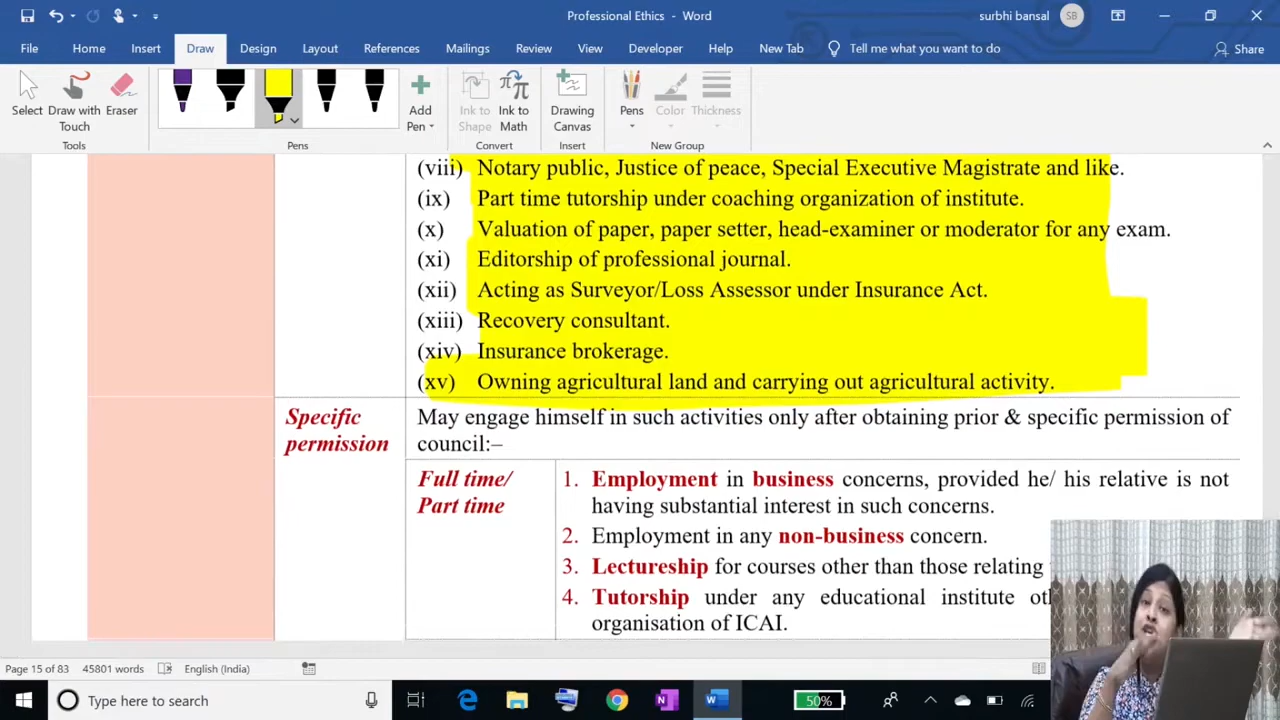 Professional Ethics - Word
surbhi bansal
SB
File Home Insert Draw Design Layout References Mailings Review View Developer Help New Tab Tell me what you want to do Share
Select Draw with Touch Eraser
Add Pen
Ink to Shape Ink to Math
Drawing Canvas
Pens Color Thickness
Tools Pens Convert Insert New Group
(viii) Notary public, Justice of peace, Special Executive Magistrate and like.
(ix) Part time tutorship under coaching organization of institute.
(x) Valuation of paper, paper setter, head-examiner or moderator for any exam.
(xi) Editorship of professional journal.
(xii) Acting as Surveyor/Loss Assessor under Insurance Act.
(xiii) Recovery consultant.
(xiv) Insurance brokerage.
(xv) Owning agricultural land and carrying out agricultural activity.
Specific permission
May engage himself in such activities only after obtaining prior & specific permission of
council:–
Full time/
Part time
1. Employment in business concerns, provided he/ his relative is not
having substantial interest in such concerns.
2. Employment in any non-business concern.
3. Lectureship for courses other than those relating
4. Tutorship under any educational institute
organisation of ICAI.
Page 15 of 83 45801 words English (India)
Type here to search
50%